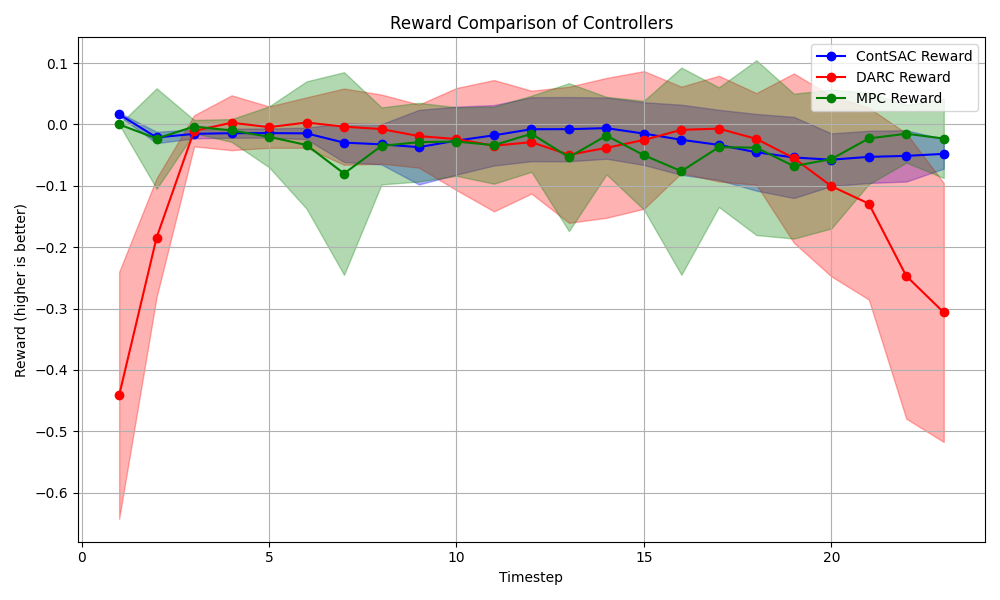 Reward Comparison of Controllers
ContSAC Reward
DARC Reward
MPC Reward
Reward (higher is better)
0.1
0.0
−0.1
−0.2
−0.3
−0.4
−0.5
−0.6
0
5
10
15
20
Timestep